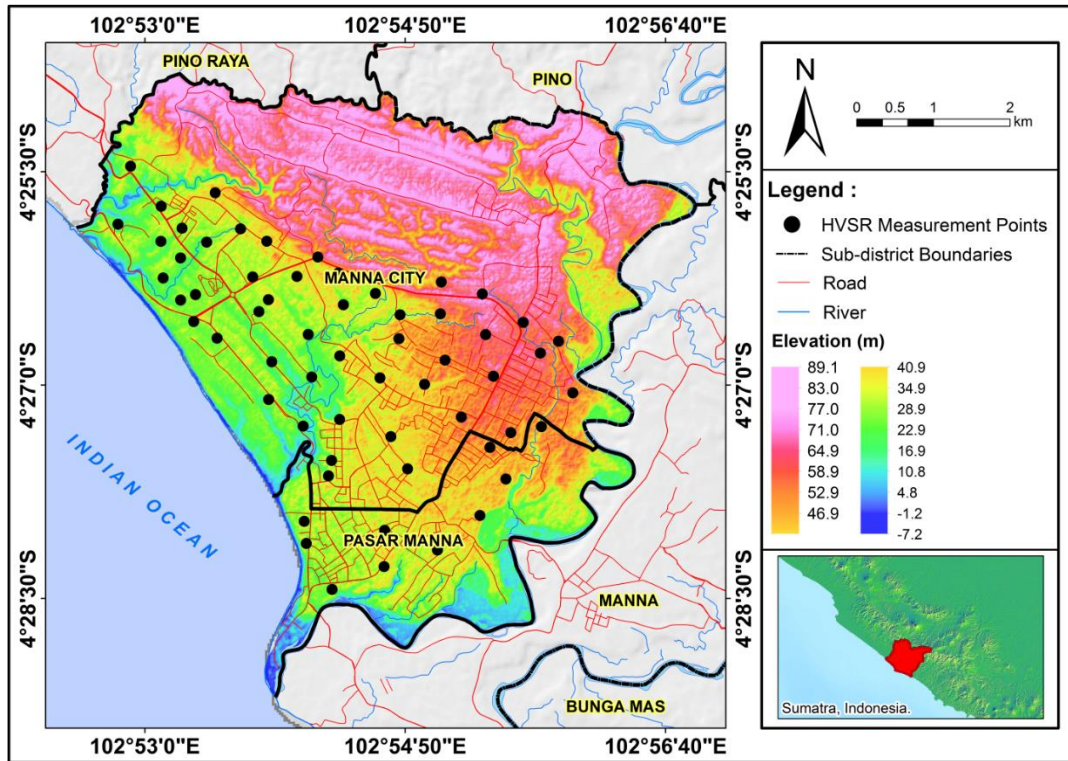 102°53'0"E 102°54'50"E 102°56'40"E
PINO RAYA
PINO
4°25'30"S
4°25'30"S
MANNA CITY
4°27'0"S
4°27'0"S
INDIAN OCEAN
PASAR MANNA
4°28'30"S
4°28'30"S
MANNA
BUNGA MAS
102°53'0"E 102°54'50"E 102°56'40"E
N
0 0.5 1 2
km
Legend :
HVSR Measurement Points
Sub-district Boundaries
Road
River
Elevation (m)
89.1 40.9
83.0 34.9
77.0 28.9
71.0 22.9
64.9 16.9
58.9 10.8
52.9 4.8
46.9 -1.2
-7.2
Sumatra, Indonesia.